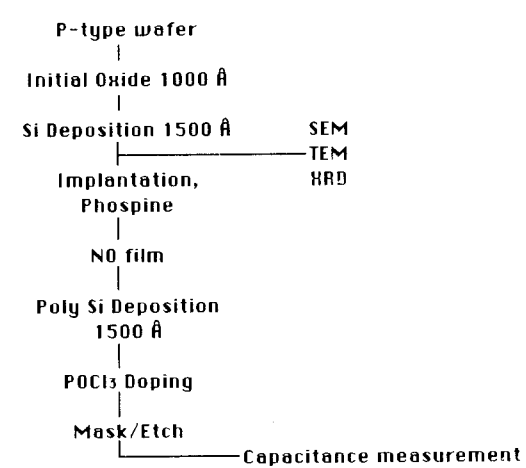 P-type wafer
Initial Oxide 1000 Å
Si Deposition 1500 Å
SEM
TEM
XRD
Implantation,
Phospine
NO film
Poly Si Deposition
1500 Å
POCl₃ Doping
Mask/Etch
Capacitance measurement